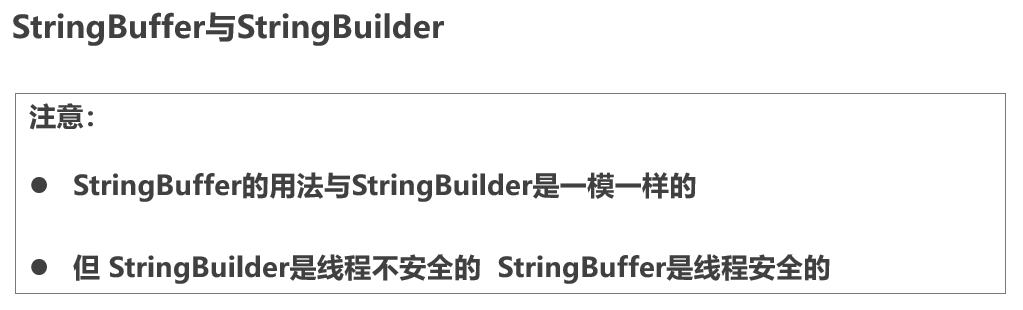 StringBuffer与StringBuilder
注意：
● StringBuffer的用法与StringBuilder是一模一样的
● 但 StringBuilder是线程不安全的 StringBuffer是线程安全的